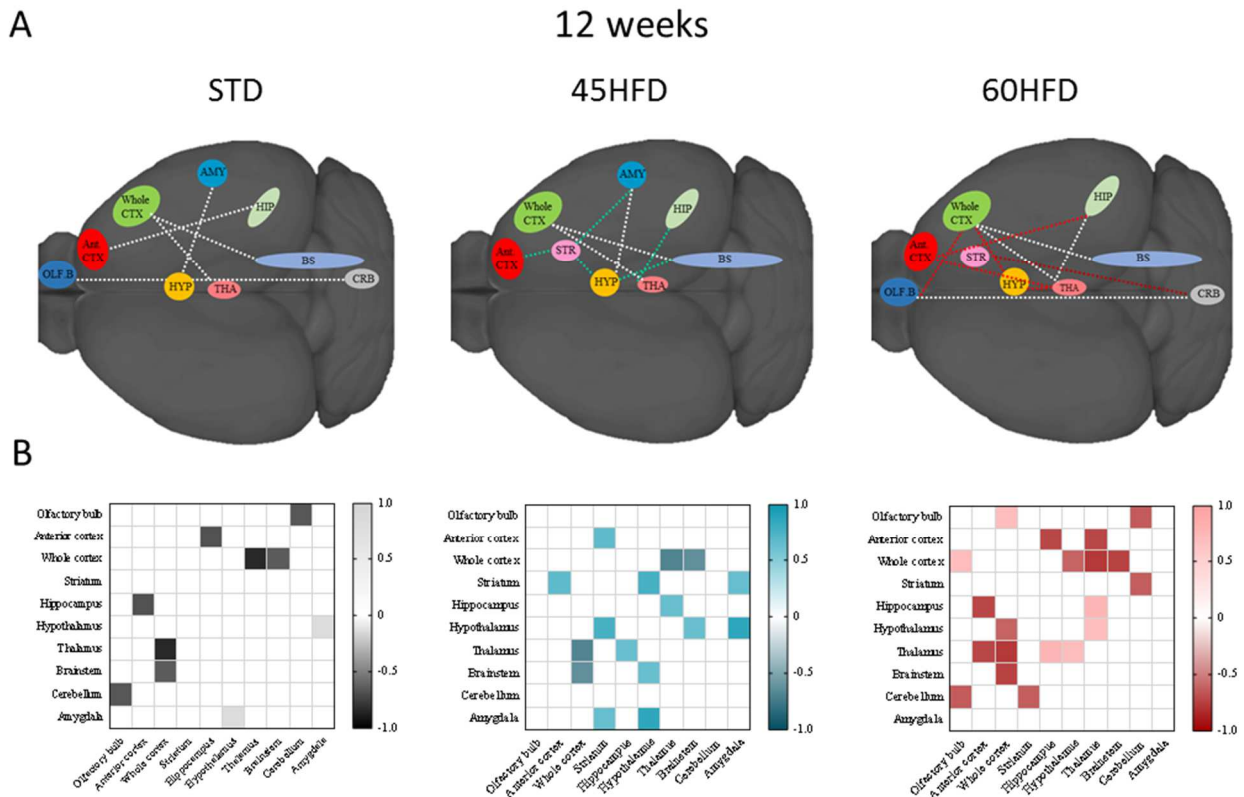 A
12 weeks
STD
45HFD
60HFD
AMY
Whole
CTX
HIP
Ant.
CTX
BS
OLF.B
HYP
THA
CRB
AMY
Whole
CTX
HIP
Ant.
CTX
STR
BS
HYP
THA
HIP
Whole
CTX
Ant.
CTX
STR
BS
OLF.B
HYP
THA
CRB
B
Olfactory bulb
Anterior cortex
Whole cortex
Striatum
Hippocampus
Hypothalamus
Thalamus
Brainstem
Cerebellum
Amygdala
1.0
0.5
0
-0.5
-1.0
Olfactory bulb
Anterior cortex
Whole cortex
Striatum
Hippocampus
Hypothalamus
Thalamus
Brainstem
Cerebellum
Amygdala
Olfactory bulb
Anterior cortex
Whole cortex
Striatum
Hippocampus
Hypothalamus
Thalamus
Brainstem
Cerebellum
Amygdala
1.0
0.5
0
-0.5
-1.0
Olfactory bulb
Anterior cortex
Whole cortex
Striatum
Hippocampus
Hypothalamus
Thalamus
Brainstem
Cerebellum
Amygdala
Olfactory bulb
Anterior cortex
Whole cortex
Striatum
Hippocampus
Hypothalamus
Thalamus
Brainstem
Cerebellum
Amygdala
1.0
0.5
0
-0.5
-1.0
Olfactory bulb
Anterior cortex
Whole cortex
Striatum
Hippocampus
Hypothalamus
Thalamus
Brainstem
Cerebellum
Amygdala